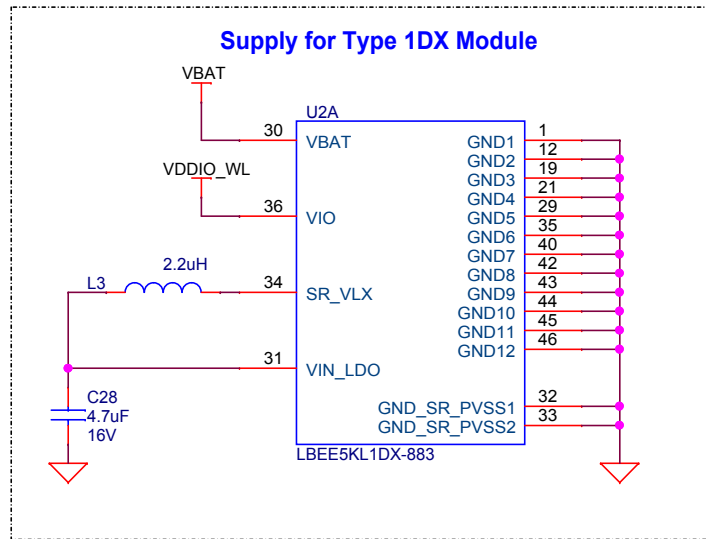 Supply for Type 1DX Module
VBAT
U2A
30 VBAT
VDDIO_WL
36 VIO
2.2uH
L3
34 SR_VLX
31 VIN_LDO
C28
4.7uF
16V
GND1 1
GND2 12
GND3 19
GND4 21
GND5 29
GND6 35
GND7 40
GND8 42
GND9 43
GND10 44
GND11 45
GND12 46
GND_SR_PVSS1 32
GND_SR_PVSS2 33
LBEE5KL1DX-883